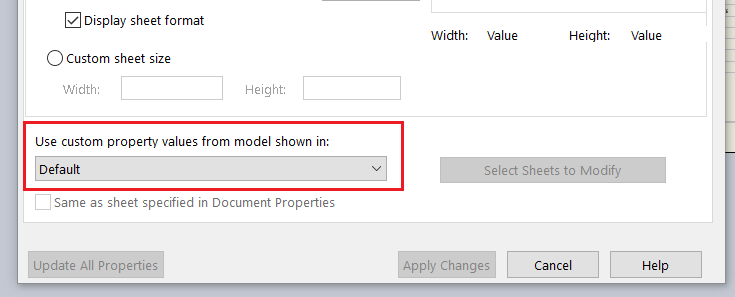 Display sheet format
Width: Value Height: Value
Custom sheet size
Width: Height:
Use custom property values from model shown in:
Default
Select Sheets to Modify
Same as sheet specified in Document Properties
Update All Properties Apply Changes Cancel Help